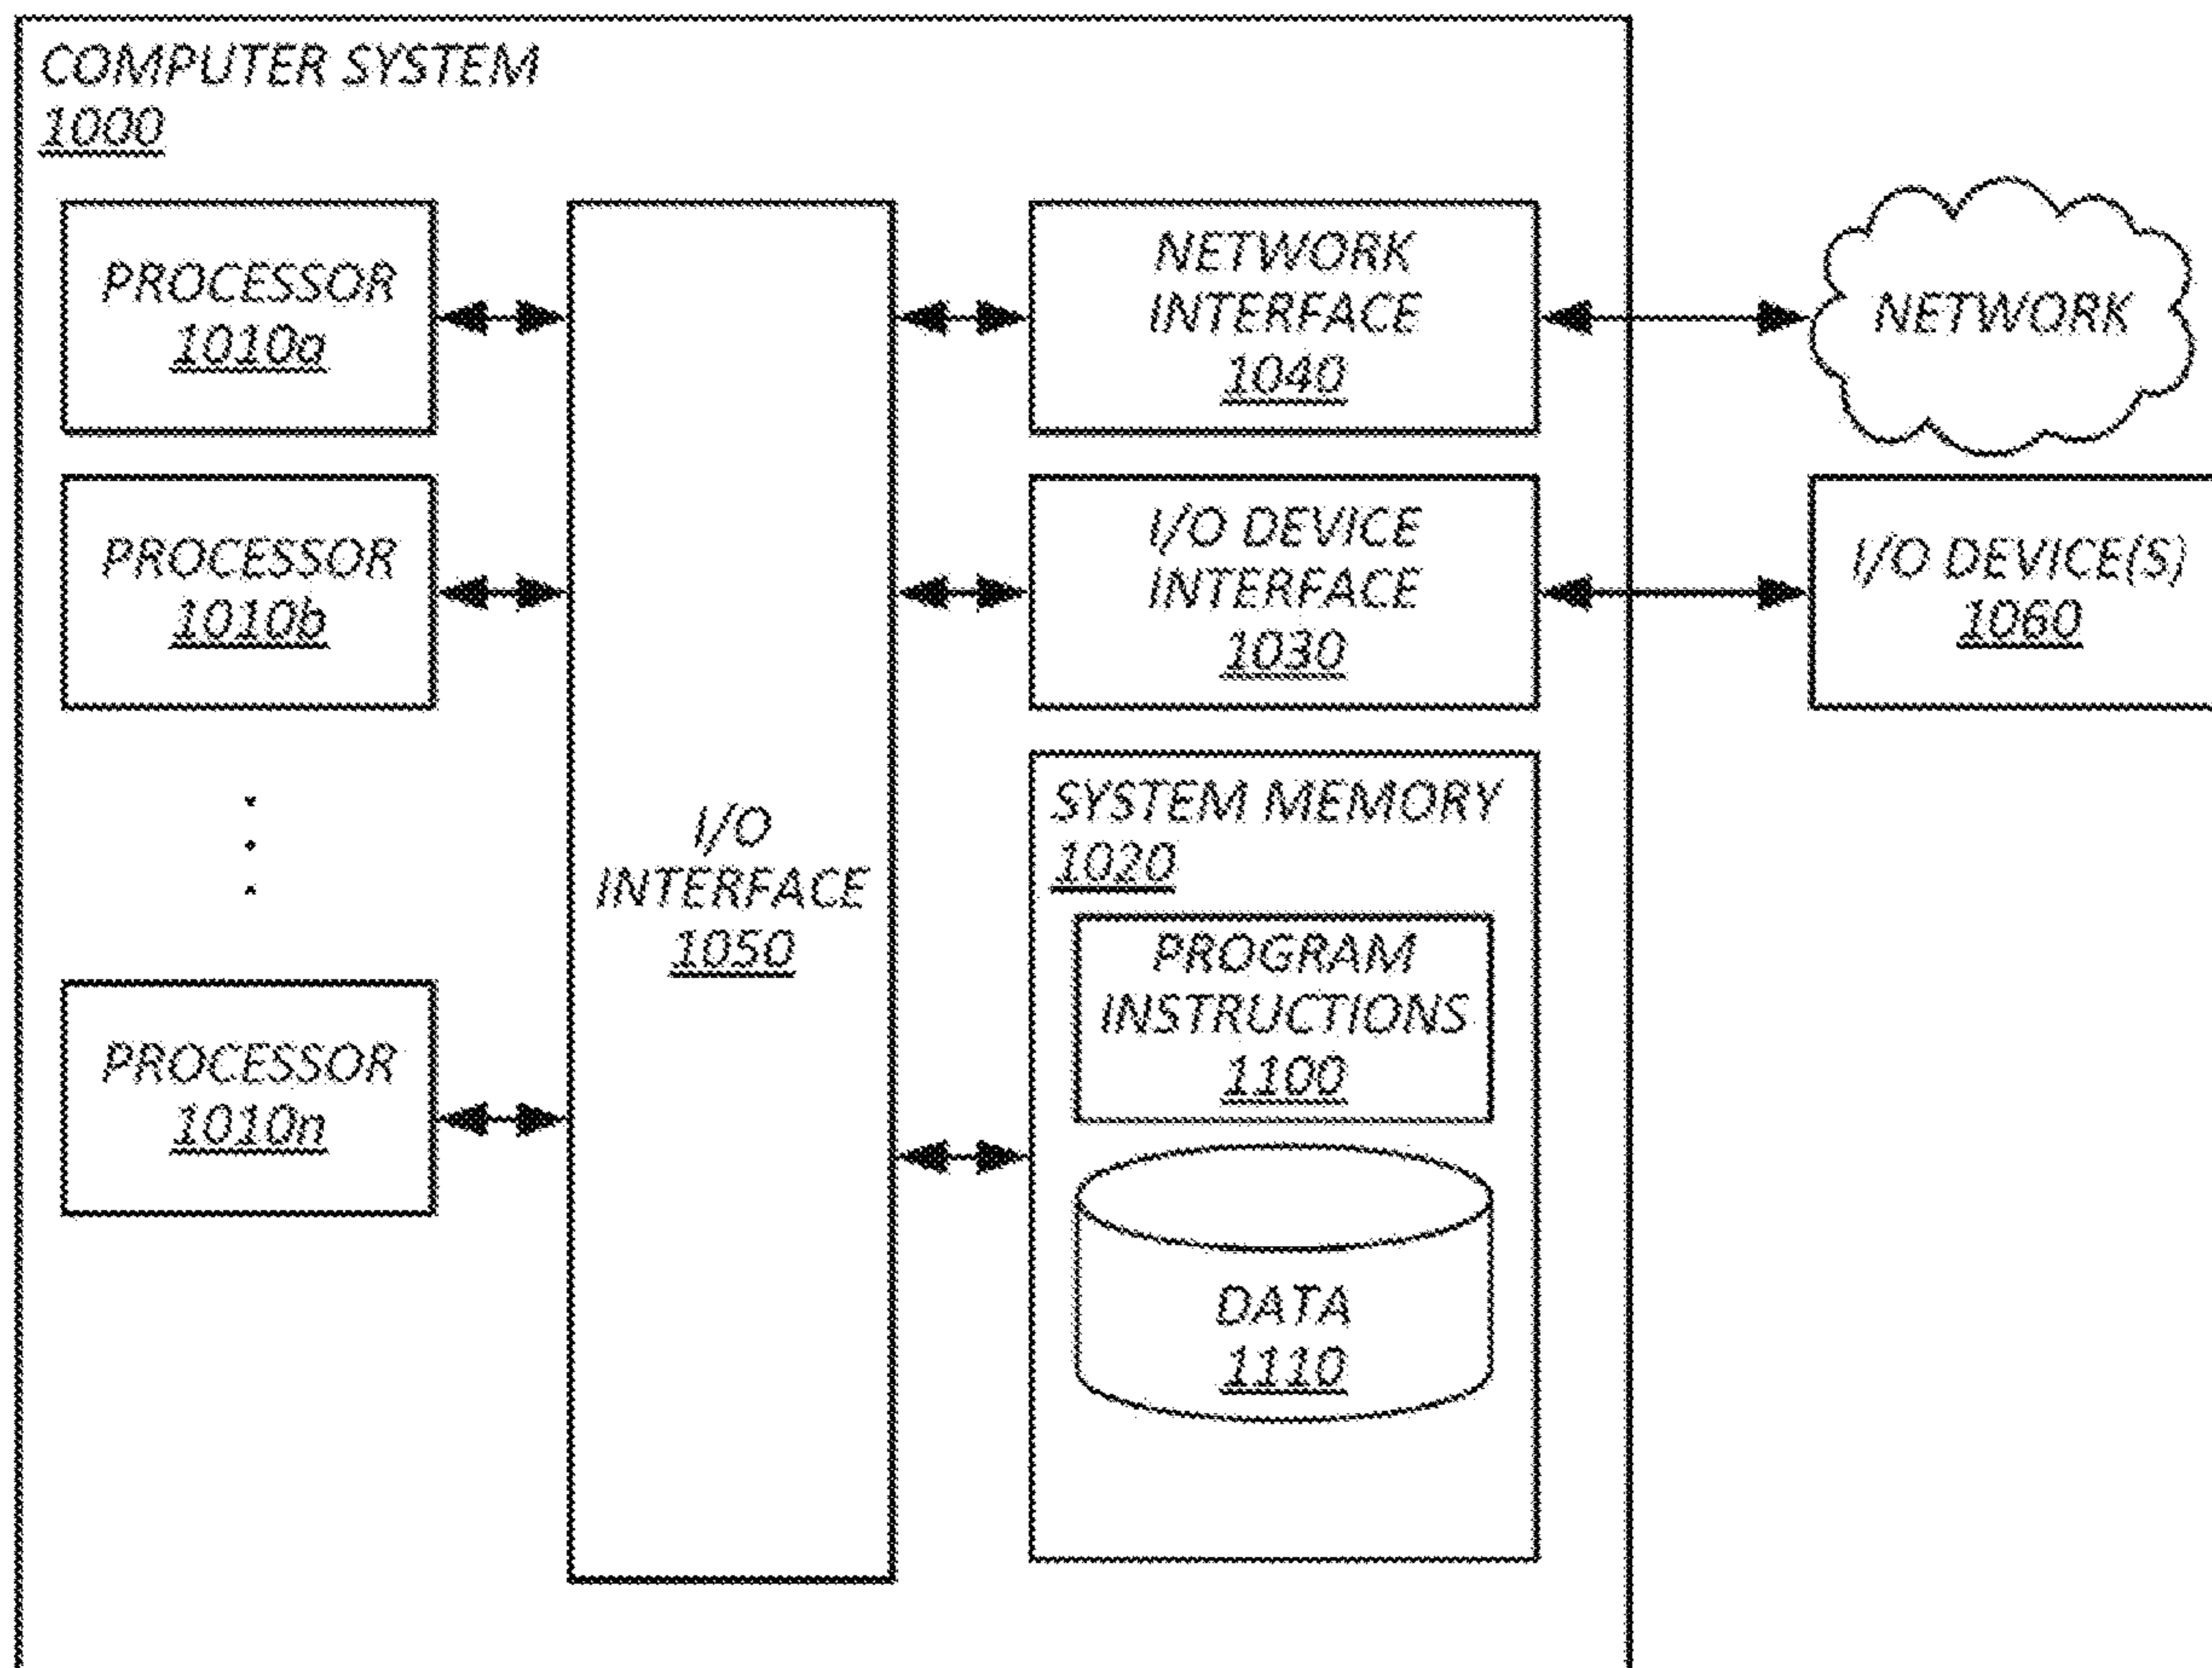 COMPUTER SYSTEM
1000
PROCESSOR
1010a
PROCESSOR
1010b
PROCESSOR
1010n
I/O
INTERFACE
1050
NETWORK
INTERFACE
1040
I/O DEVICE
INTERFACE
1030
SYSTEM MEMORY
1020
PROGRAM
INSTRUCTIONS
1100
DATA
1110
NETWORK
I/O DEVICE(S)
1060